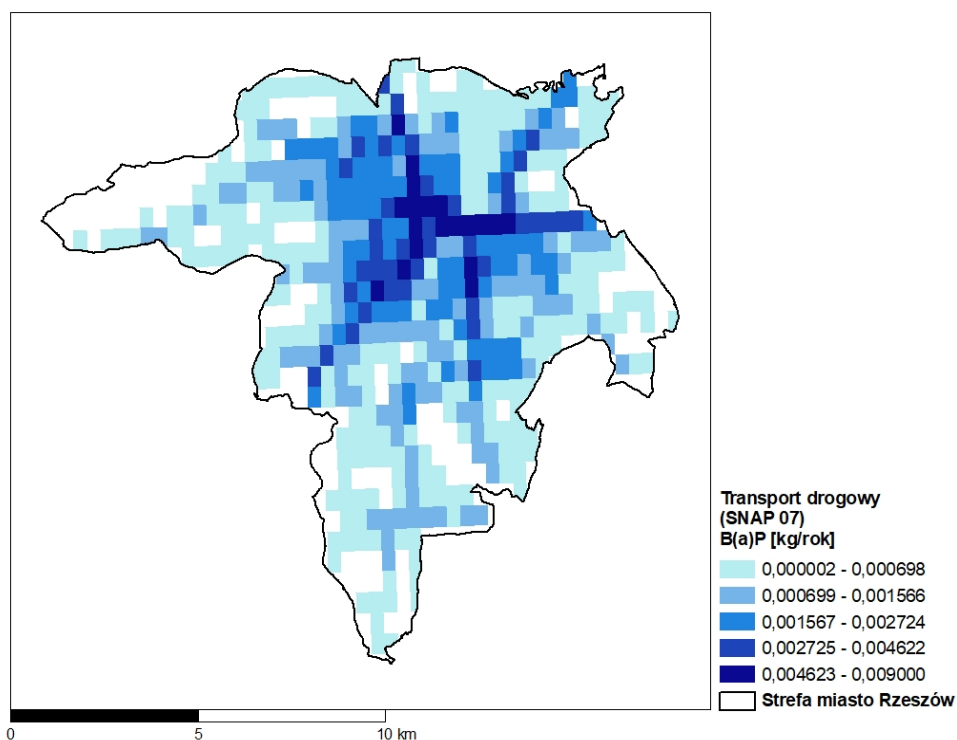 Transport drogowy
(SNAP 07)
B(a)P [kg/rok]
0,000002 - 0,000698
0,000699 - 0,001566
0,001567 - 0,002724
0,002725 - 0,004622
0,004623 - 0,009000
Strefa miasto Rzeszów
0 5 10 km